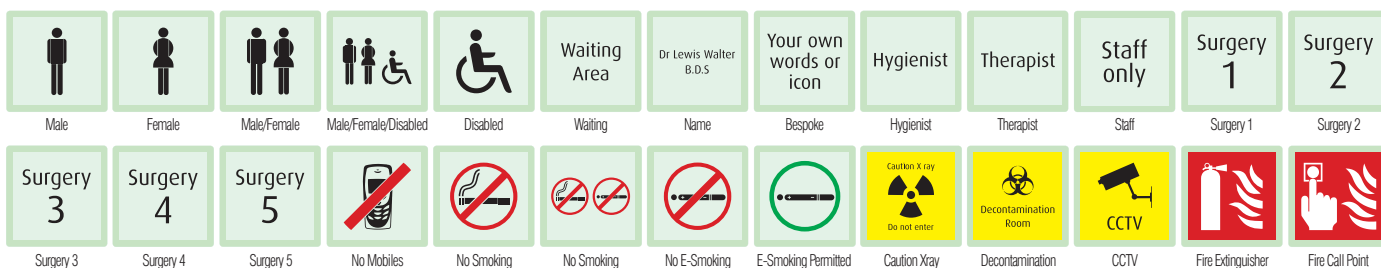 Waiting
Area
Dr Lewis Walter
B.D.S
Your own
words or
icon
Hygienist
Therapist
Staff
only
Surgery
1
Surgery
2
Male
Female
Male/Female
Male/Female/Disabled
Disabled
Waiting
Name
Bespoke
Hygienist
Therapist
Staff
Surgery 1
Surgery 2
Surgery
3
Surgery
4
Surgery
5
Caution X ray
Do not enter
Decontamination
Room
CCTV
Surgery 3
Surgery 4
Surgery 5
No Mobiles
No Smoking
No Smoking
No E-Smoking
E-Smoking Permitted
Caution Xray
Decontamination
CCTV
Fire Extinguisher
Fire Call Point